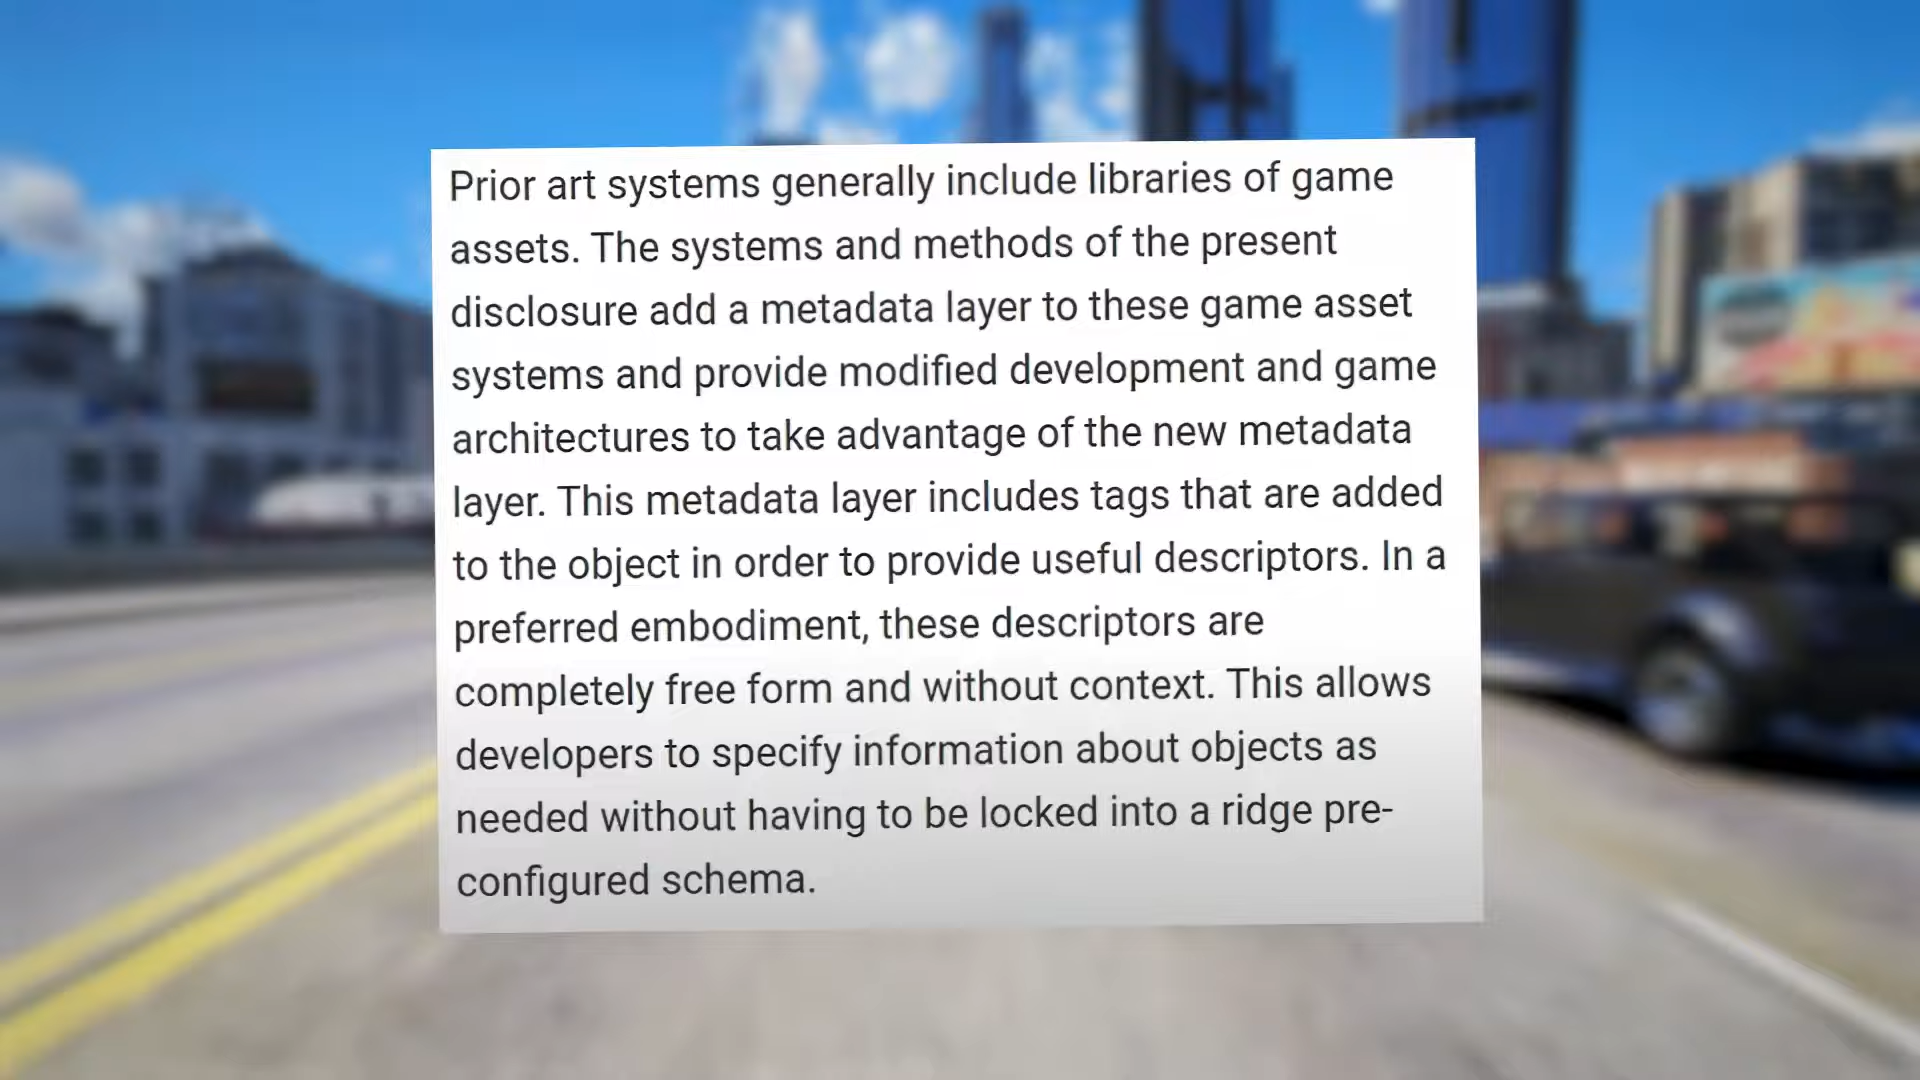 Prior art systems generally include libraries of game
assets. The systems and methods of the present
disclosure add a metadata layer to these game asset
systems and provide modified development and game
architectures to take advantage of the new metadata
layer. This metadata layer includes tags that are added
to the object in order to provide useful descriptors. In a
preferred embodiment, these descriptors are
completely free form and without context. This allows
developers to specify information about objects as
needed without having to be locked into a ridge pre-
configured schema.